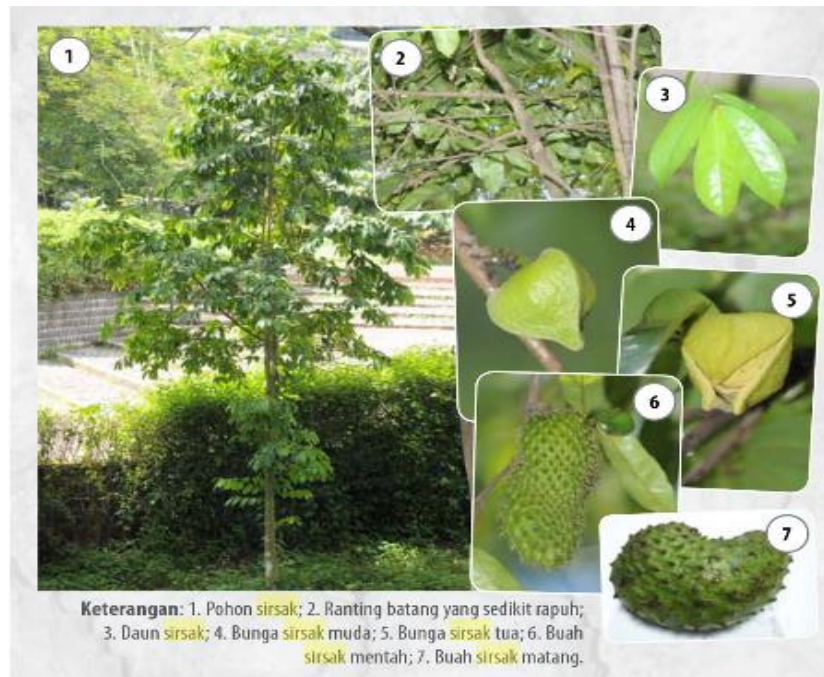 1
2
3
4
5
6
7
Keterangan: 1. Pohon sirsak; 2. Ranting batang yang sedikit rapuh;
3. Daun sirsak; 4. Bunga sirsak muda; 5. Bunga sirsak tua; 6. Buah
sirsak mentah; 7. Buah sirsak matang.